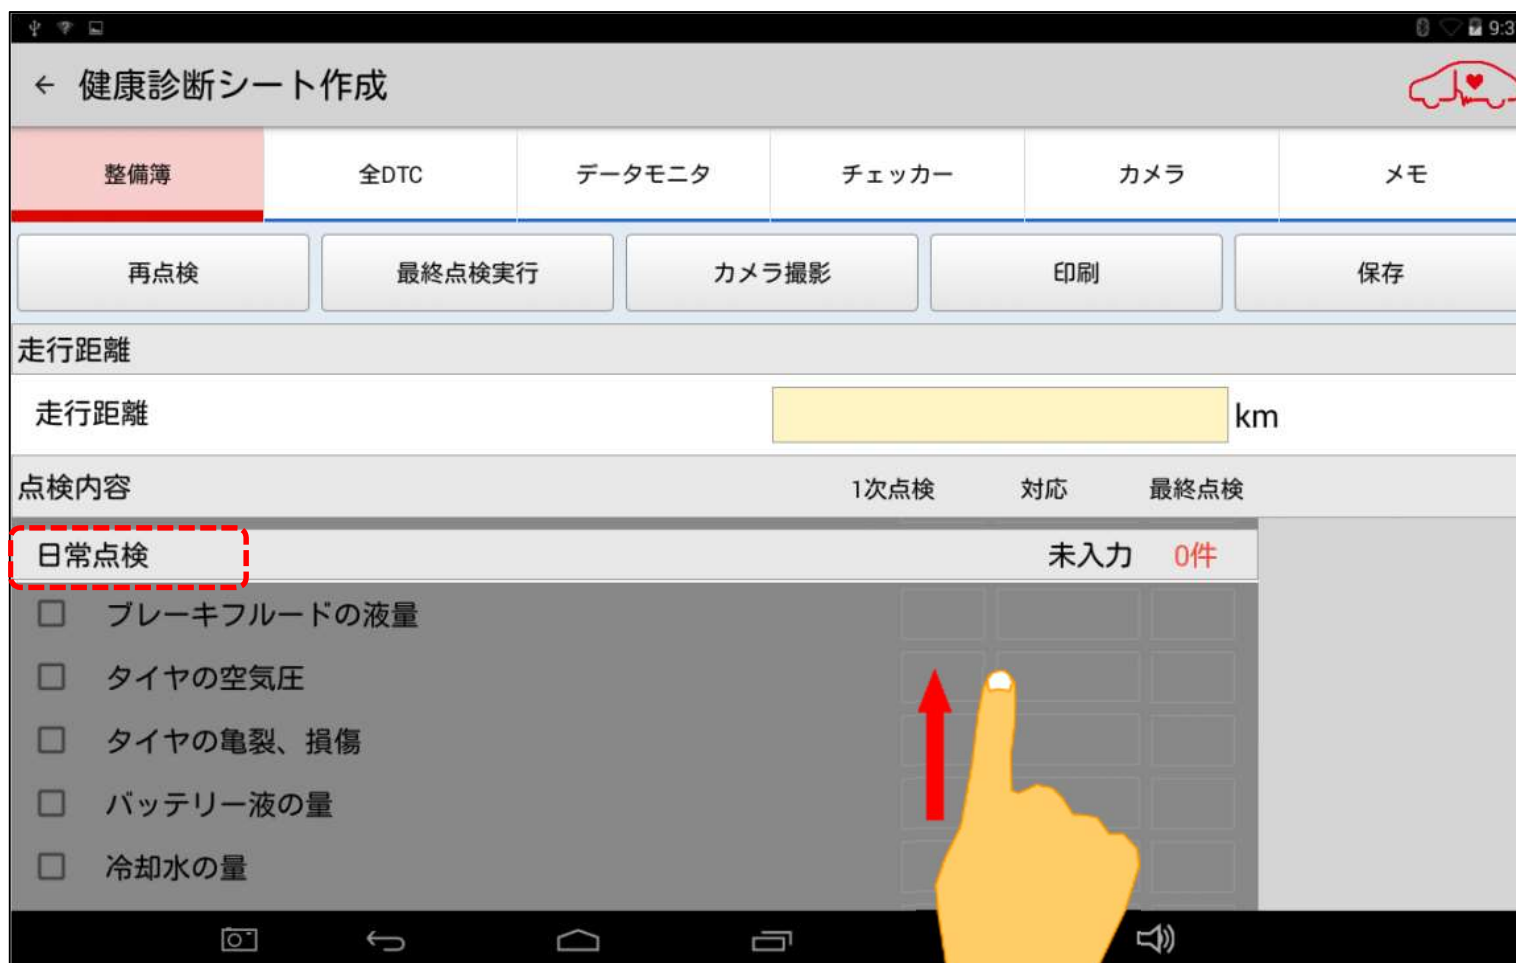 9:3
← 健康診断シート作成
整備簿 全DTC データモニタ チェッカー カメラ メモ
再点検 最終点検実行 カメラ撮影 印刷 保存
走行距離
走行距離 km
点検内容 1次点検 対応 最終点検
日常点検 未入力 0件
ブレーキフルードの液量
タイヤの空気圧
タイヤの亀裂、損傷
バッテリー液の量
冷却水の量